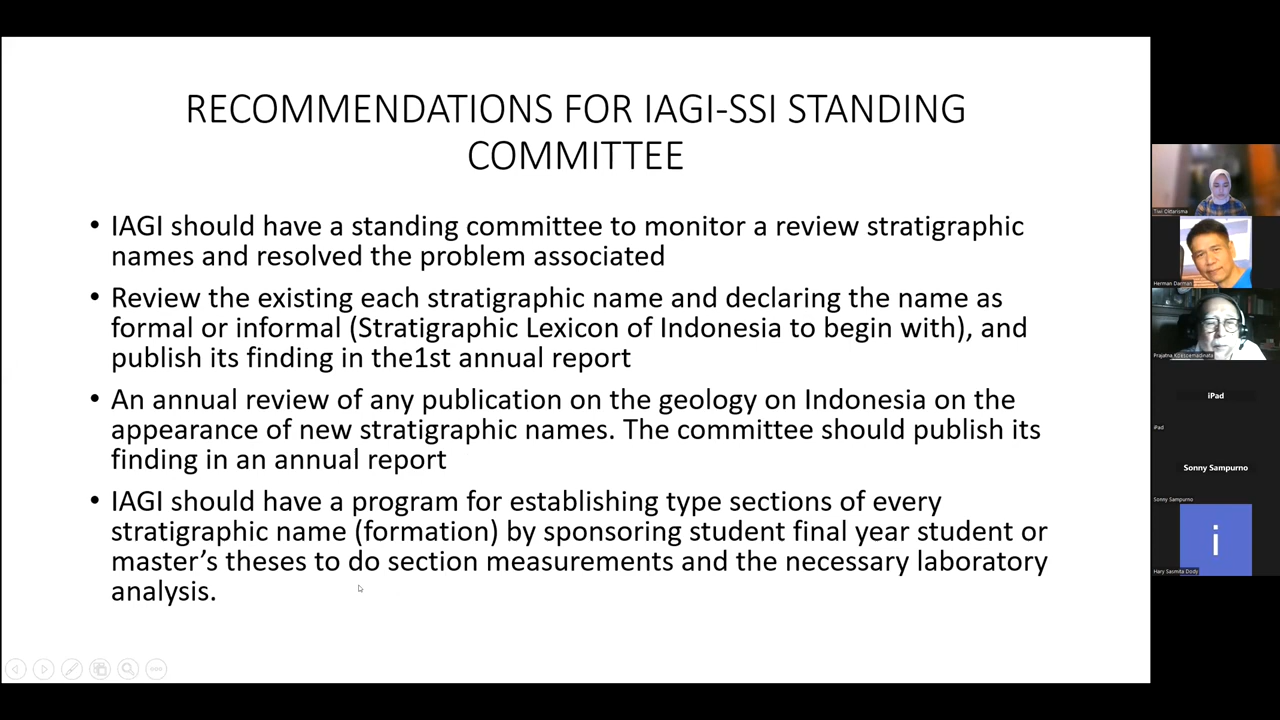 RECOMMENDATIONS FOR IAGI-SSI STANDING
COMMITTEE
• IAGI should have a standing committee to monitor a review stratigraphic
names and resolved the problem associated
• Review the existing each stratigraphic name and declaring the name as
formal or informal (Stratigraphic Lexicon of Indonesia to begin with), and
publish its finding in the1st annual report
• An annual review of any publication on the geology on Indonesia on the
appearance of new stratigraphic names. The committee should publish its
finding in an annual report
• IAGI should have a program for establishing type sections of every
stratigraphic name (formation) by sponsoring student final year student or
master’s theses to do section measurements and the necessary laboratory
analysis.
Tiwi Oktarisma
Herman Darman
Prajatna Koesoemadinata
iPad
iPad
Sonny Sampurno
Sonny Sampurno
i
Hary Sasmita Dody